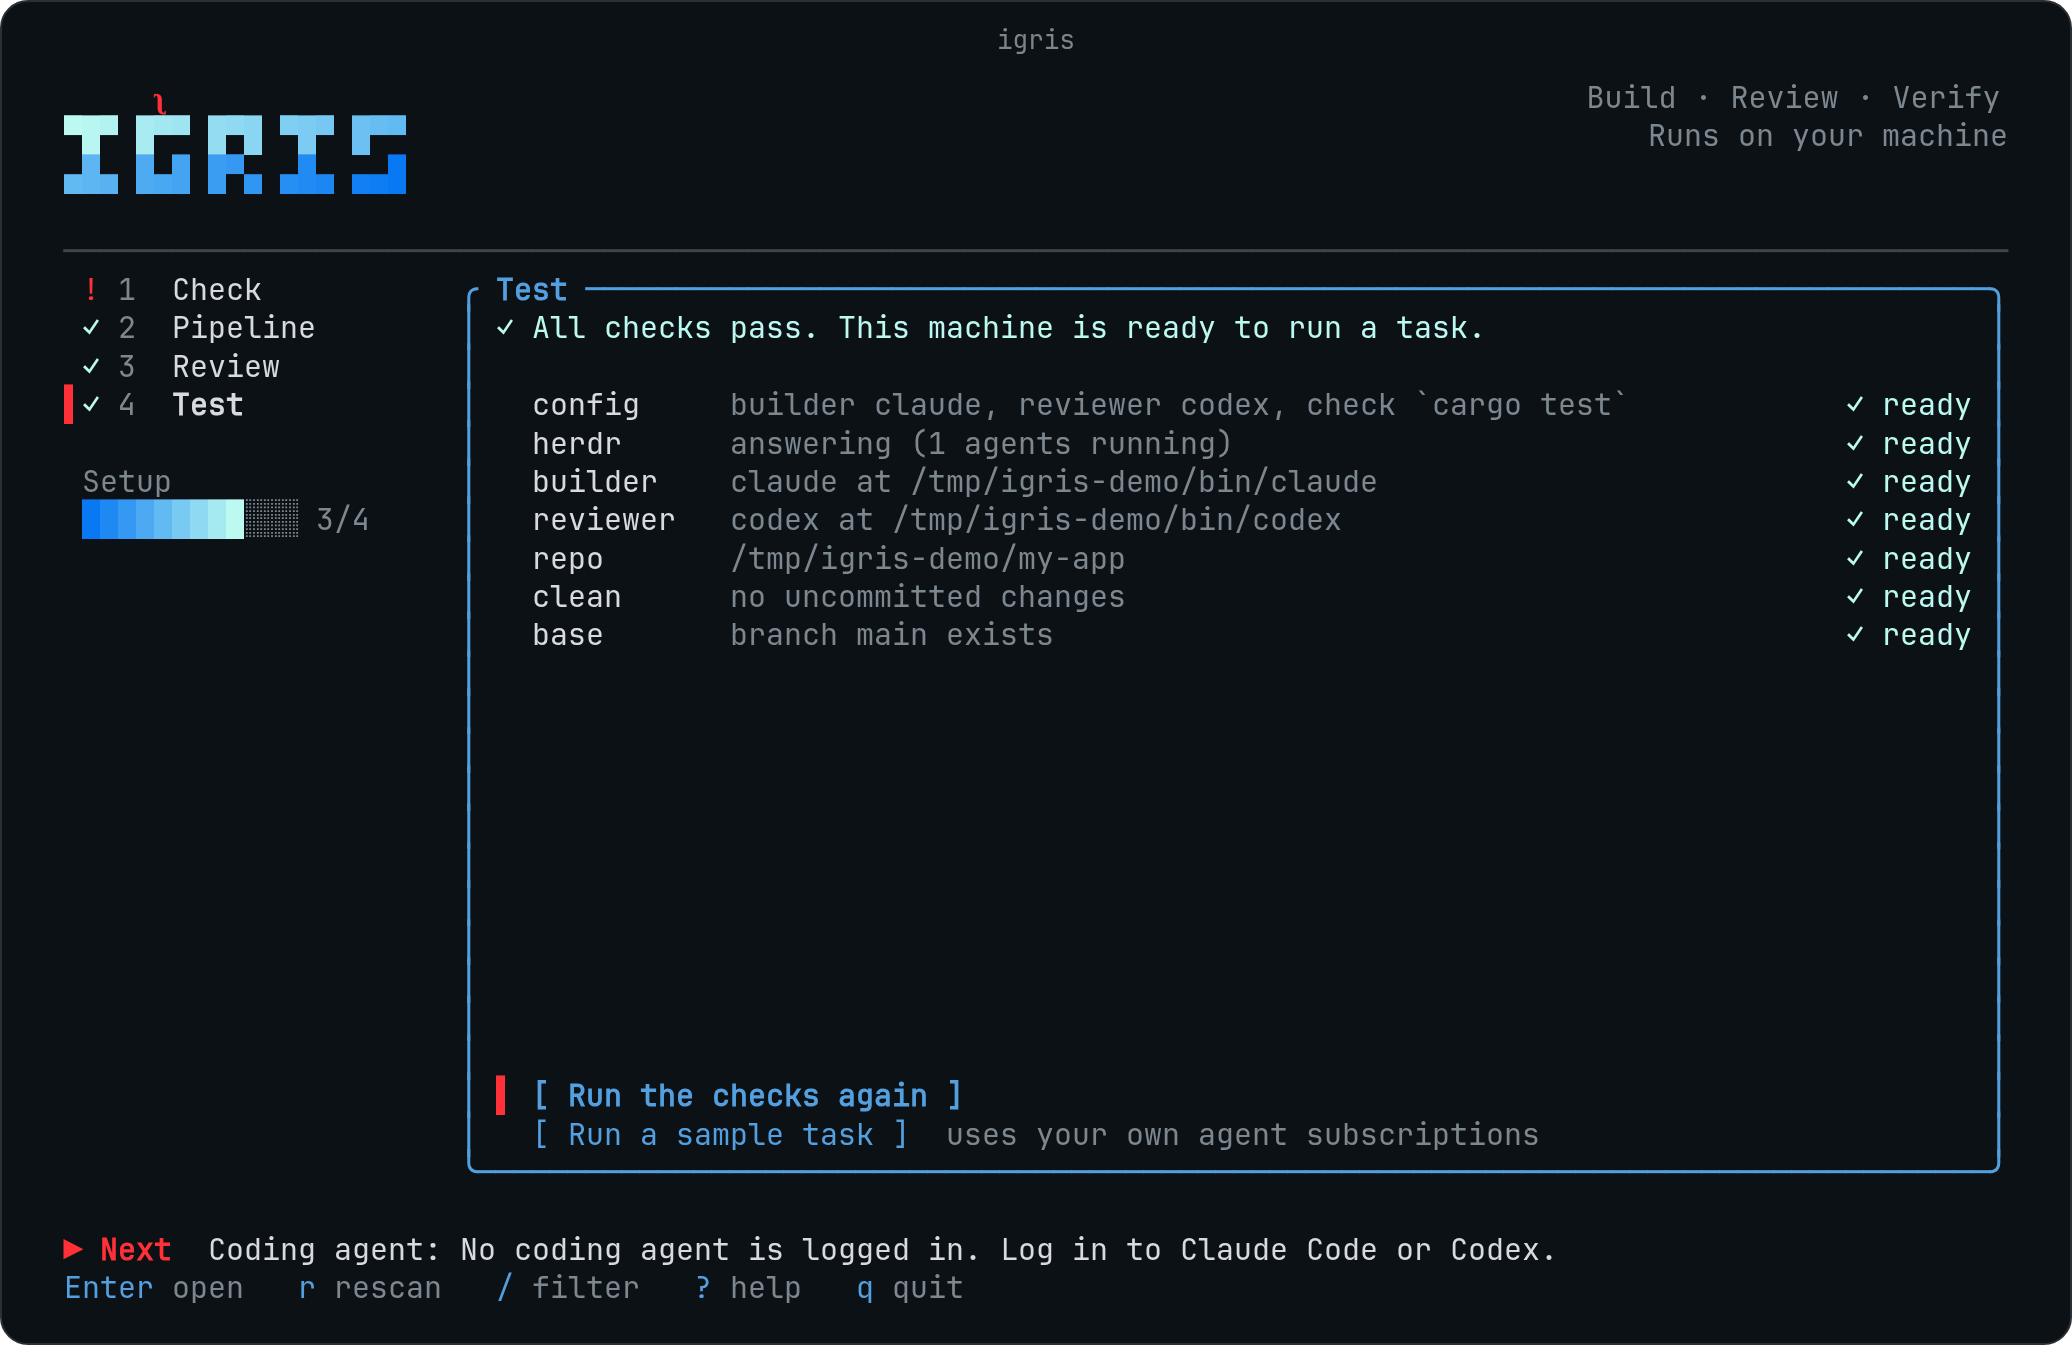 igris
IGRIS
Build · Review · Verify
Runs on your machine
! 1 Check
✓ 2 Pipeline
✓ 3 Review
✓ 4 Test
Setup
3/4
Test
✓ All checks pass. This machine is ready to run a task.
config builder claude, reviewer codex, check `cargo test` ✓ ready
herdr answering (1 agents running) ✓ ready
builder claude at /tmp/igris-demo/bin/claude ✓ ready
reviewer codex at /tmp/igris-demo/bin/codex ✓ ready
repo /tmp/igris-demo/my-app ✓ ready
clean no uncommitted changes ✓ ready
base branch main exists ✓ ready
[ Run the checks again ]
[ Run a sample task ] uses your own agent subscriptions
▶ Next Coding agent: No coding agent is logged in. Log in to Claude Code or Codex.
Enter open r rescan / filter ? help q quit